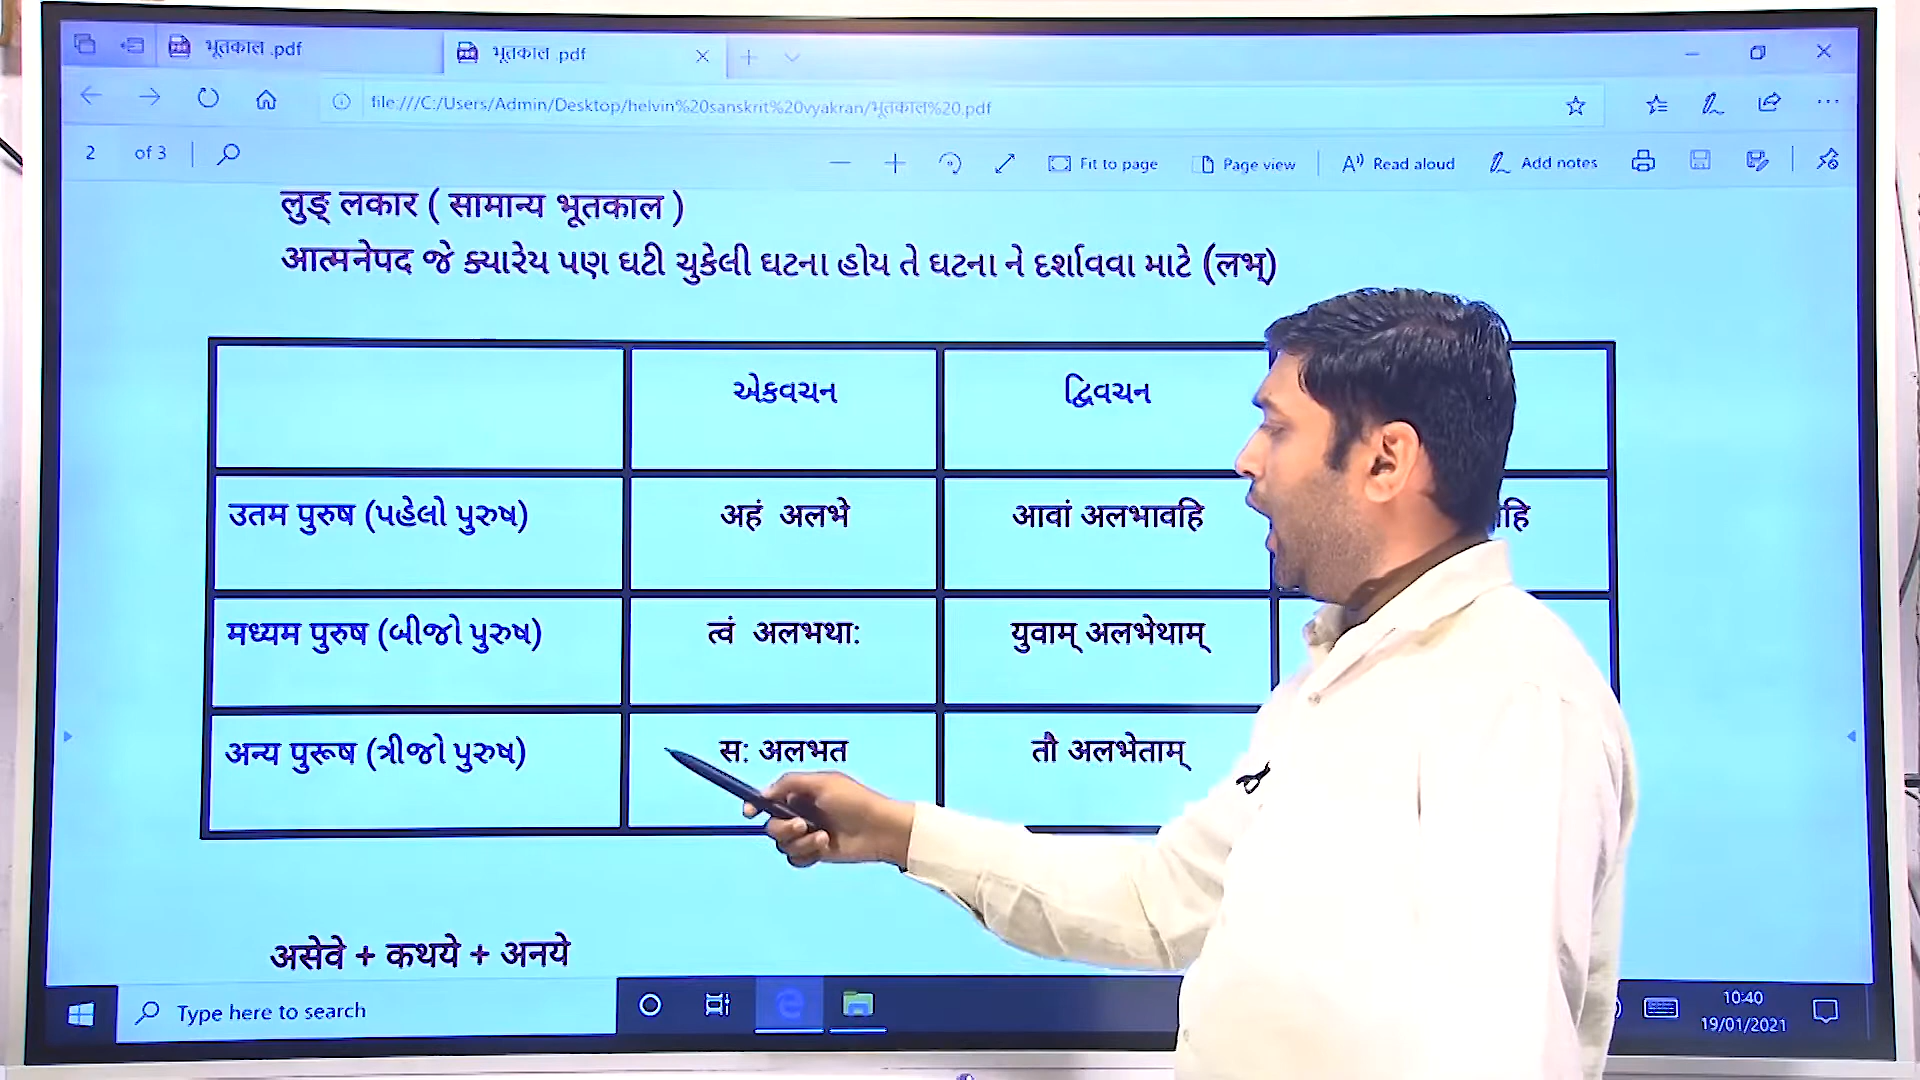 भूतकाल .pdf
भूतकाल .pdf
file:///C:/Users/Admin/Desktop/helvin%20sanskrit%20vyakran/भूतकाल%20.pdf
2 of 3
Fit to page
Page view
Read aloud
Add notes
लुङ् लकार ( सामान्य भूतकाल )
आत्मनेपद જે ક્યારેય પણ ઘટી ચુકેલી ઘટના હોય તે ઘટના ને દર્શાવવા માટે (लभ्)
એકવચન દ્વિવચન
उतम पुरुष (પહેલો પુરુષ) अहं अलभे आवां अलभावहि
मध्यम पुरुष (બીજો પુરુષ) त्वं अलभथा: युवाम् अलभेथाम्
अन्य पुरूष (ત્રીજો પુરુષ) स: अलभत तौ अलभेताम्
असेवे + कथये + अनये
Type here to search
10:40
19/01/2021